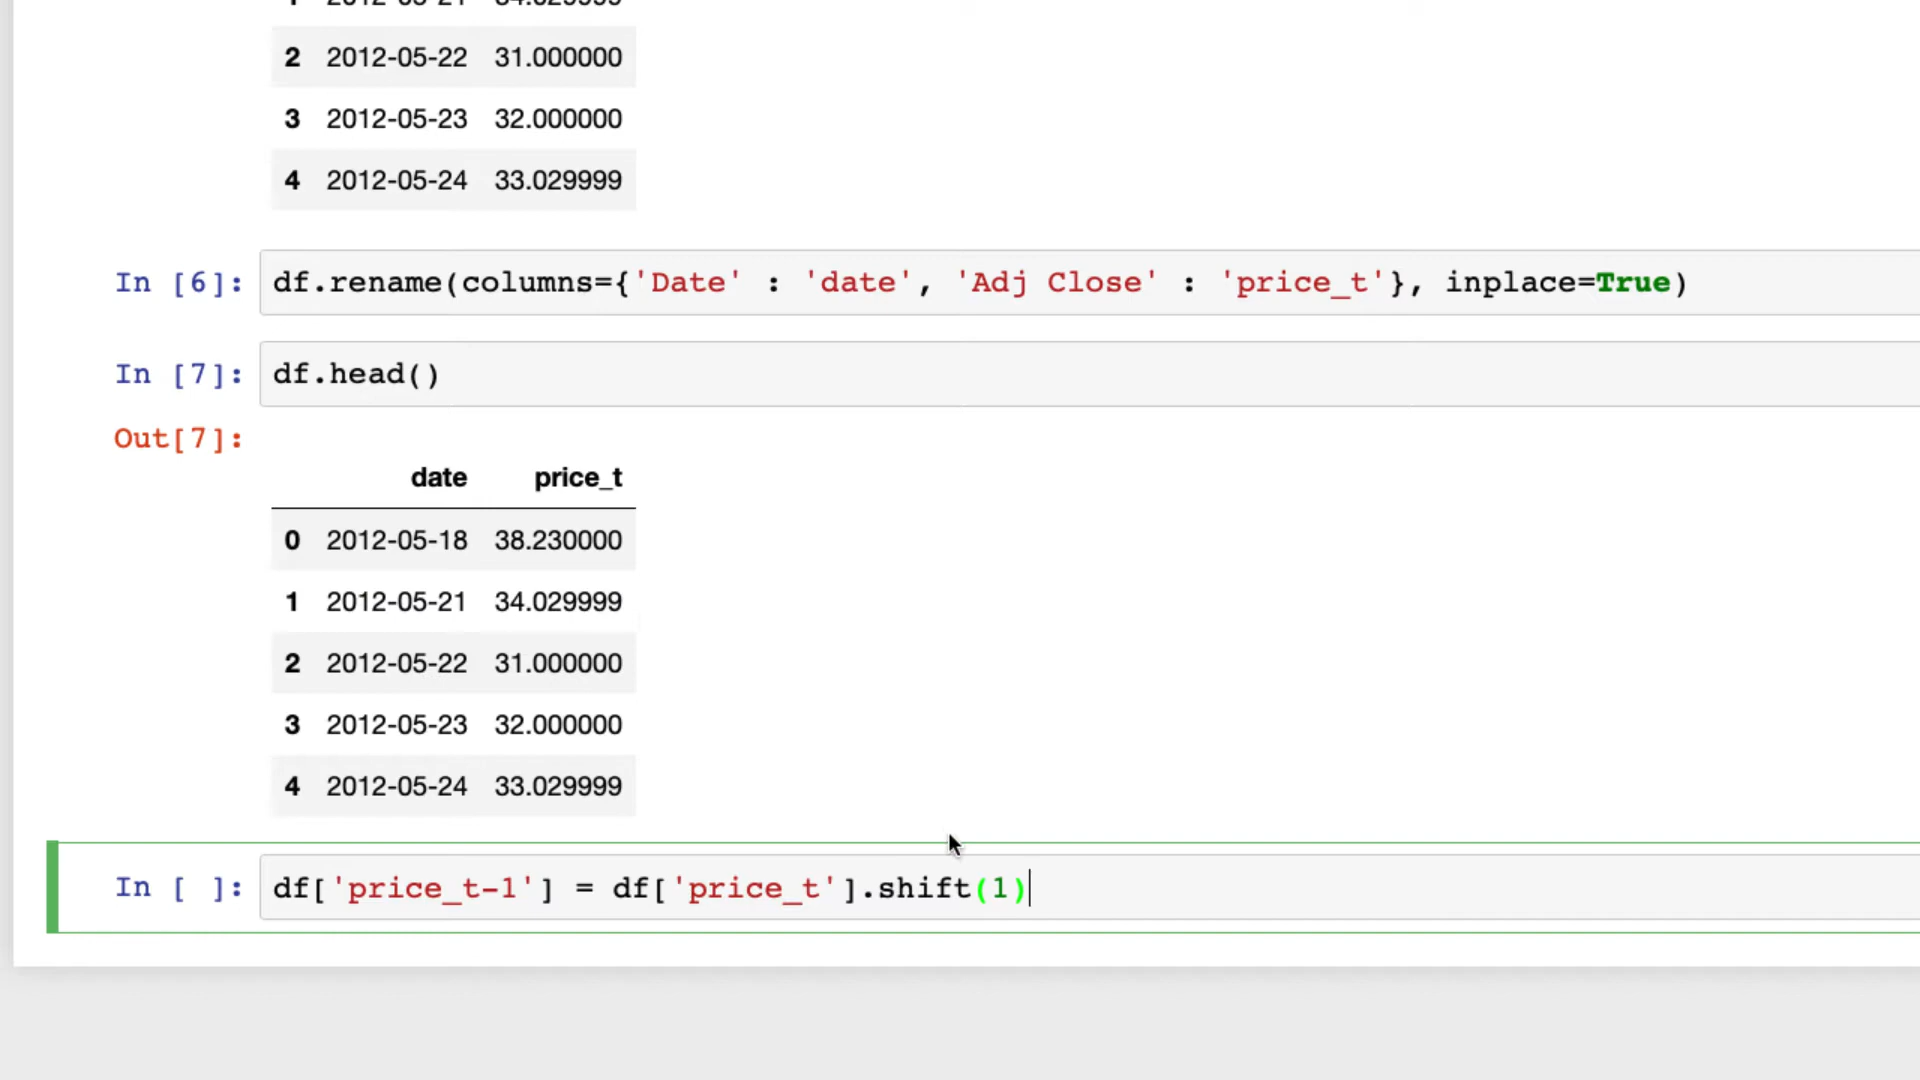 2 2012-05-22 31.000000
3 2012-05-23 32.000000
4 2012-05-24 33.029999
In [6]: df.rename(columns={'Date' : 'date', 'Adj Close' : 'price_t'}, inplace=True)
In [7]: df.head()
Out[7]:
date price_t
0 2012-05-18 38.230000
1 2012-05-21 34.029999
2 2012-05-22 31.000000
3 2012-05-23 32.000000
4 2012-05-24 33.029999
In [ ]: df['price_t-1'] = df['price_t'].shift(1)